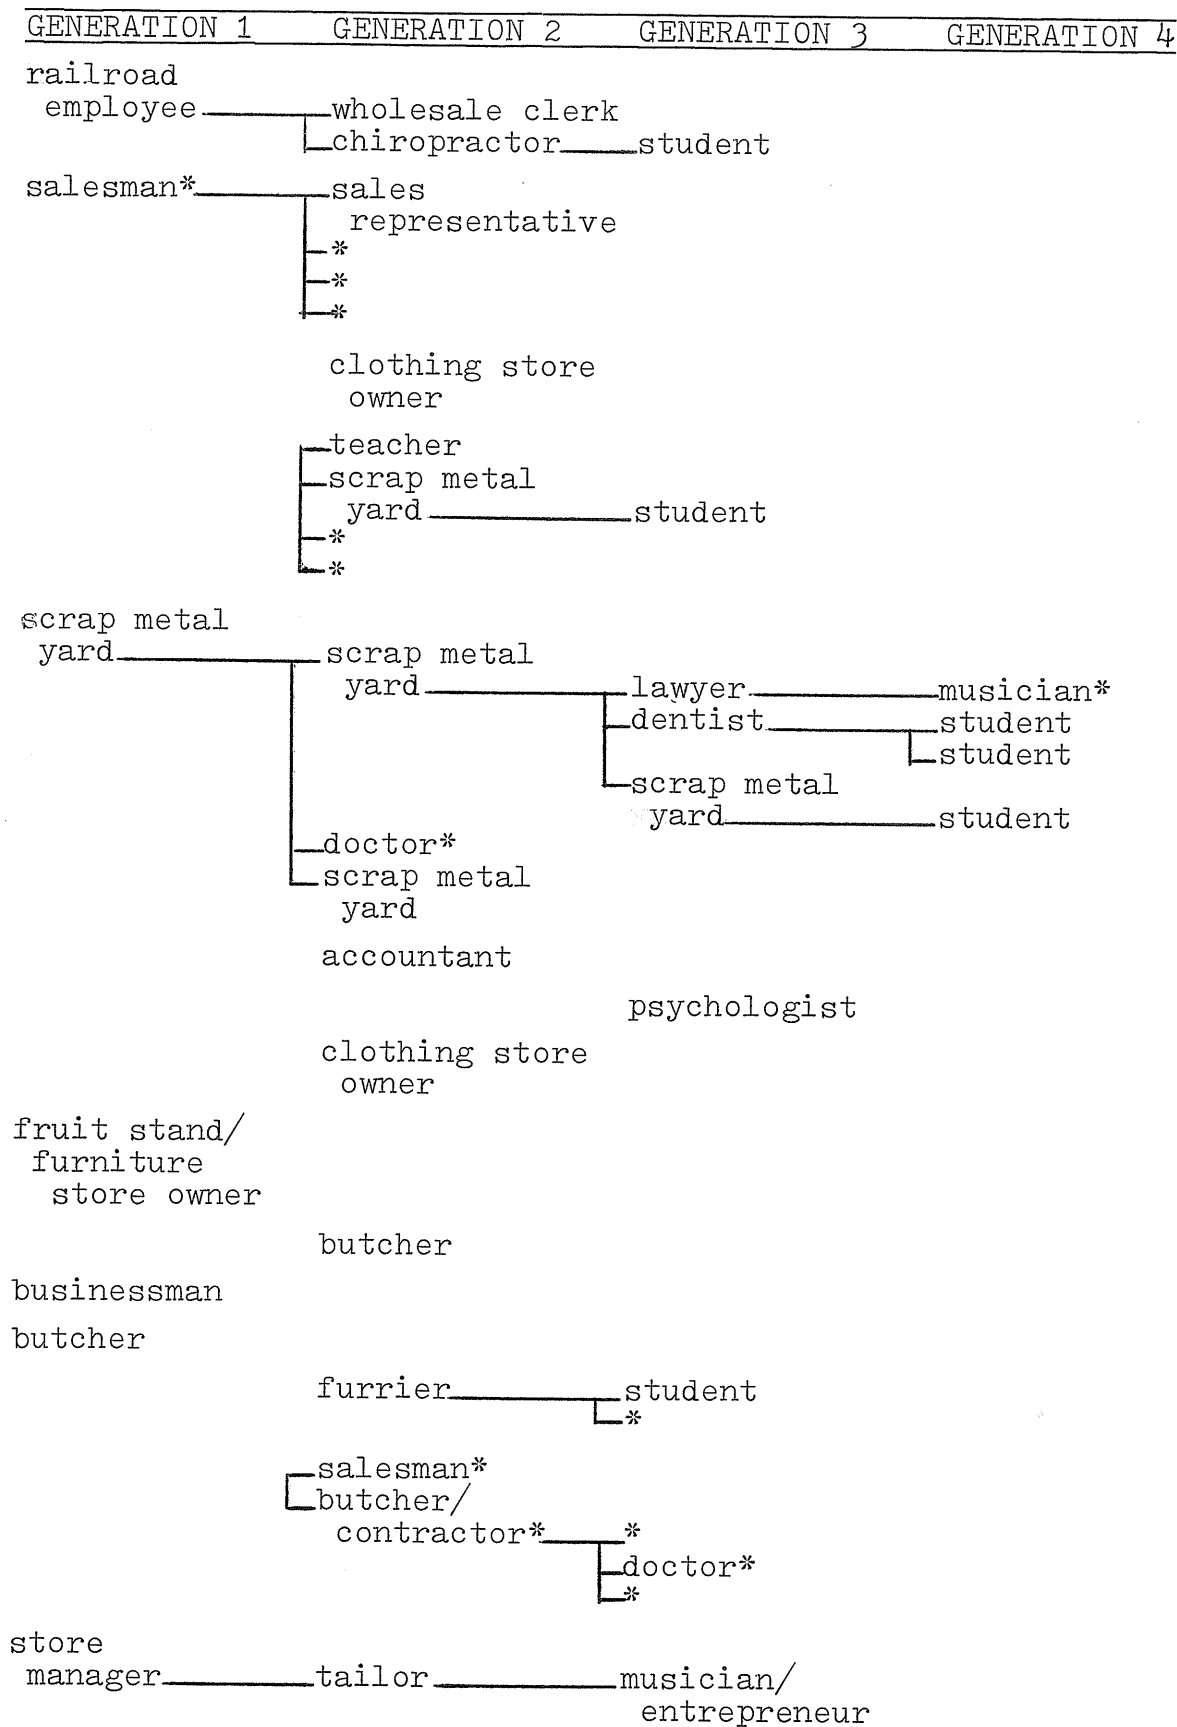 GENERATION 1 GENERATION 2 GENERATION 3 GENERATION 4
railroad
employee wholesale clerk
chiropractor student
salesman* sales
representative
*
*
*
clothing store
owner
teacher
scrap metal
yard student
*
*
scrap metal
yard scrap metal
yard lawyer musician*
dentist student
student
scrap metal
yard student
doctor*
scrap metal
yard
accountant
psychologist
clothing store
owner
fruit stand/
furniture
store owner
butcher
businessman
butcher
furrier student
*
salesman*
butcher/
contractor* *
doctor*
*
store
manager tailor musician/
entrepreneur